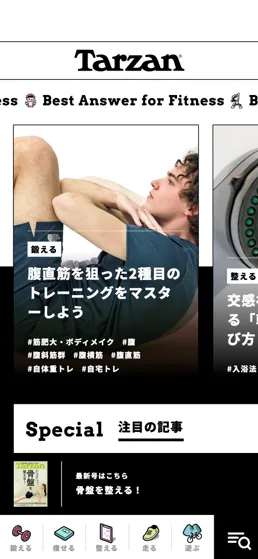 Tarzan
ess Best Answer for Fitness B
鍛える
腹直筋を狙った2種目の
トレーニングをマスタ
ーしよう
#筋肥大・ボディメイク #腹
#腹斜筋群 #腹横筋 #腹直筋
#自体重トレ #自宅トレ
整える
交感
る「
び方
#入浴法
Special 注目の記事
Tarzan
骨盤
最新号はこちら
骨盤を整える！
鍛える 痩せる 整える 走る 遊ぶ